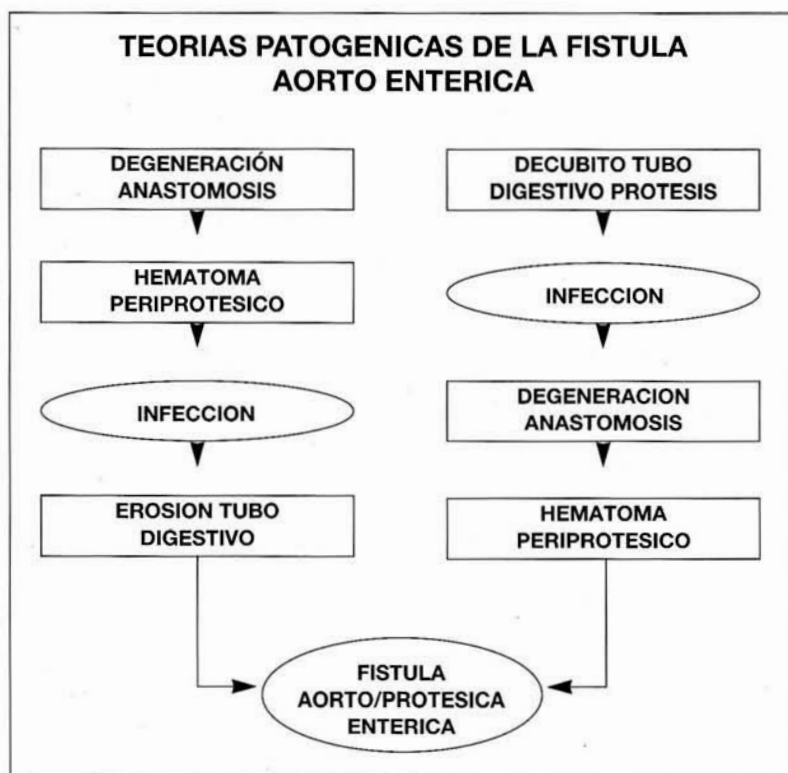 TEORIAS PATOGENICAS DE LA FISTULA
AORTO ENTERICA
DEGENERACIÓN
ANASTOMOSIS
HEMATOMA
PERIPROTESICO
INFECCION
EROSION TUBO
DIGESTIVO
DECUBITO TUBO
DIGESTIVO PROTESIS
INFECCION
DEGENERACION
ANASTOMOSIS
HEMATOMA
PERIPROTESICO
FISTULA
AORTO/PROTESICA
ENTERICA